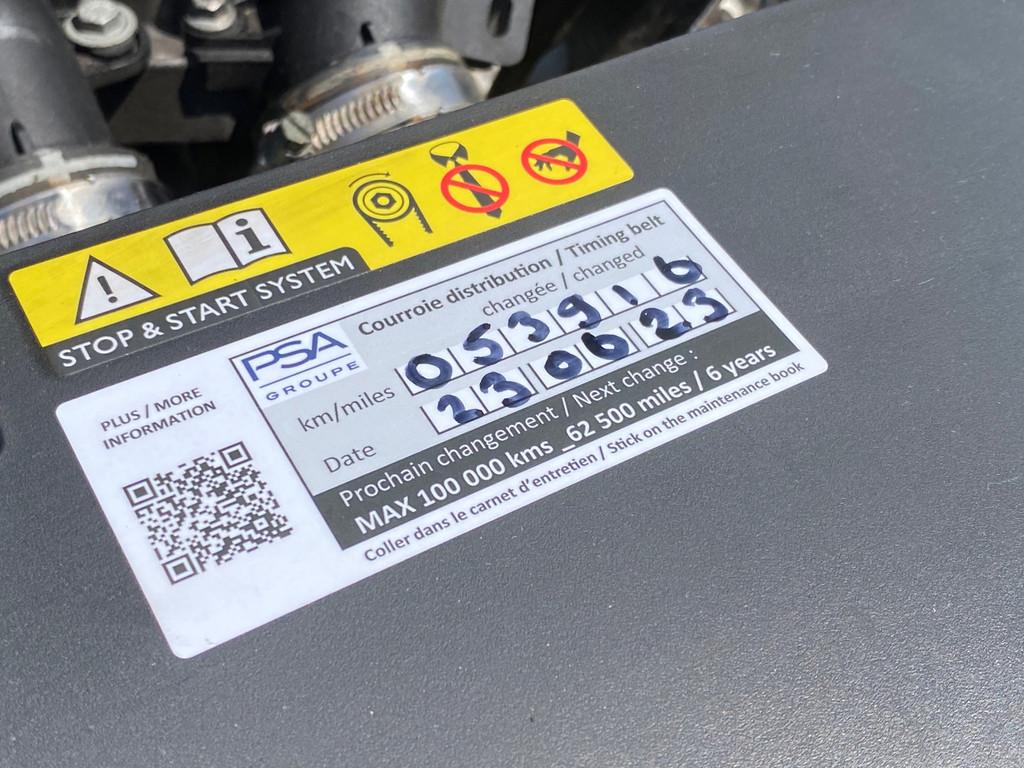 STOP & START SYSTEM
PSA
GROUPE
Courroie distribution / Timing belt
changée / changed
km/miles 053916
Date 230623
Prochain changement / Next change :
MAX 100 000 kms _62 500 miles / 6 years
Coller dans le carnet d'entretien / Stick on the maintenance book
PLUS / MORE
INFORMATION